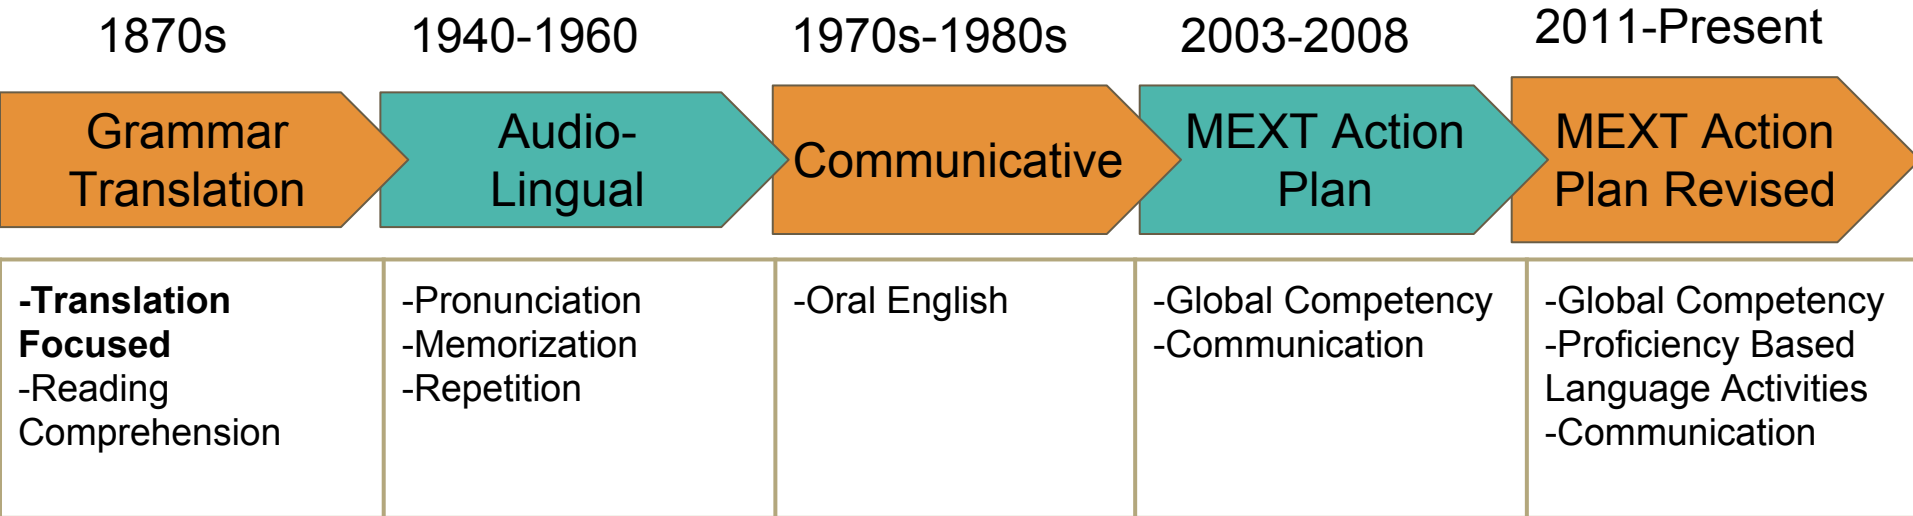 1870s
1940-1960
1970s-1980s
2003-2008
2011-Present
Grammar
Translation
Audio-
Lingual
Communicative
MEXT Action
Plan
MEXT Action
Plan Revised
-Translation
Focused
-Reading
Comprehension
-Pronunciation
-Memorization
-Repetition
-Oral English
-Global Competency
-Communication
-Global Competency
-Proficiency Based
Language Activities
-Communication